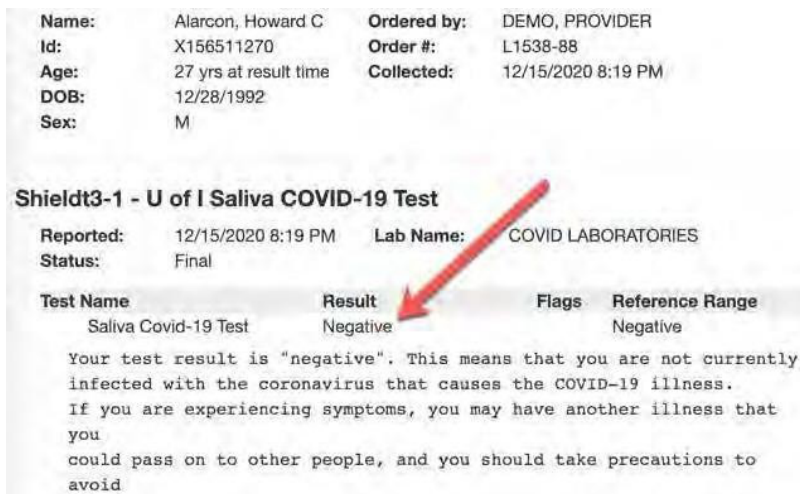 Name: Alarcon, Howard C Ordered by: DEMO, PROVIDER
Id: X156511270 Order #: L1538-88
Age: 27 yrs at result time Collected: 12/15/2020 8:19 PM
DOB: 12/28/1992
Sex: M
Shieldt3-1 - U of I Saliva COVID-19 Test
Reported: 12/15/2020 8:19 PM Lab Name: COVID LABORATORIES
Status: Final
Test Name Result Flags Reference Range
Saliva Covid-19 Test Negative Negative
Your test result is "negative". This means that you are not currently
infected with the coronavirus that causes the COVID-19 illness.
If you are experiencing symptoms, you may have another illness that
you
could pass on to other people, and you should take precautions to
avoid